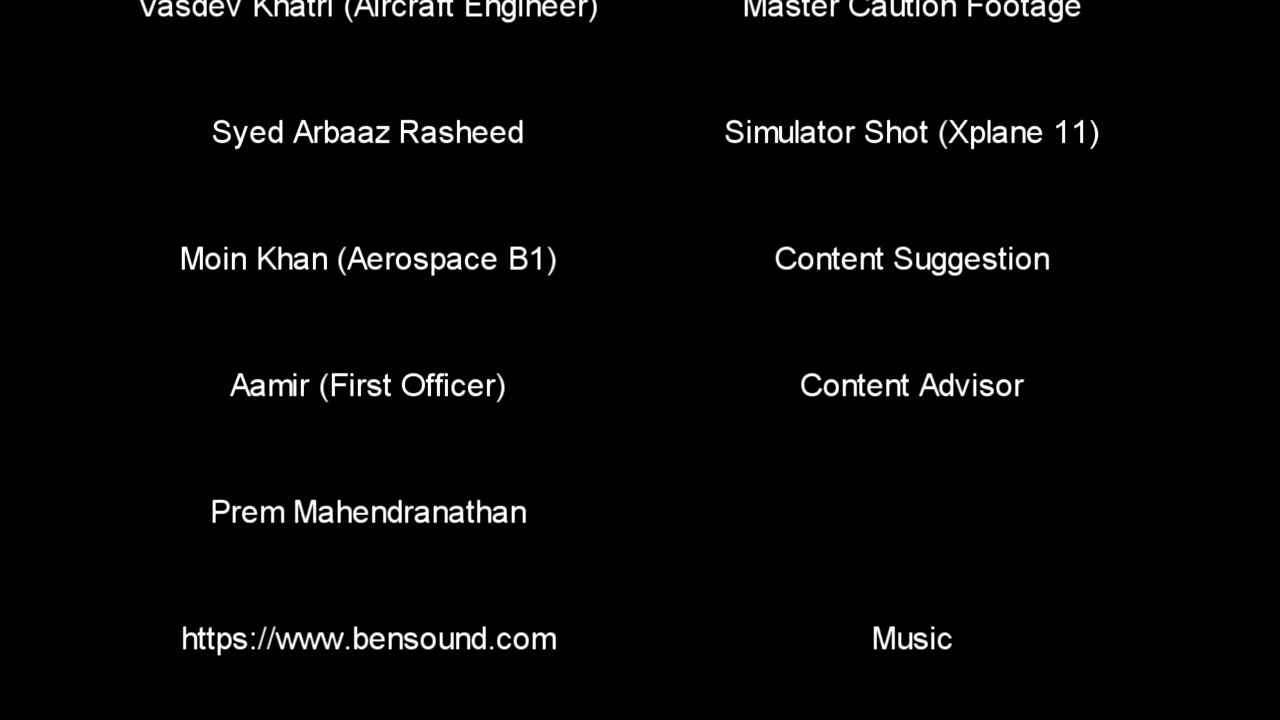 Vasdev Khatri (Aircraft Engineer) Master Caution Footage
Syed Arbaaz Rasheed Simulator Shot (Xplane 11)
Moin Khan (Aerospace B1) Content Suggestion
Aamir (First Officer) Content Advisor
Prem Mahendranathan
https://www.bensound.com Music